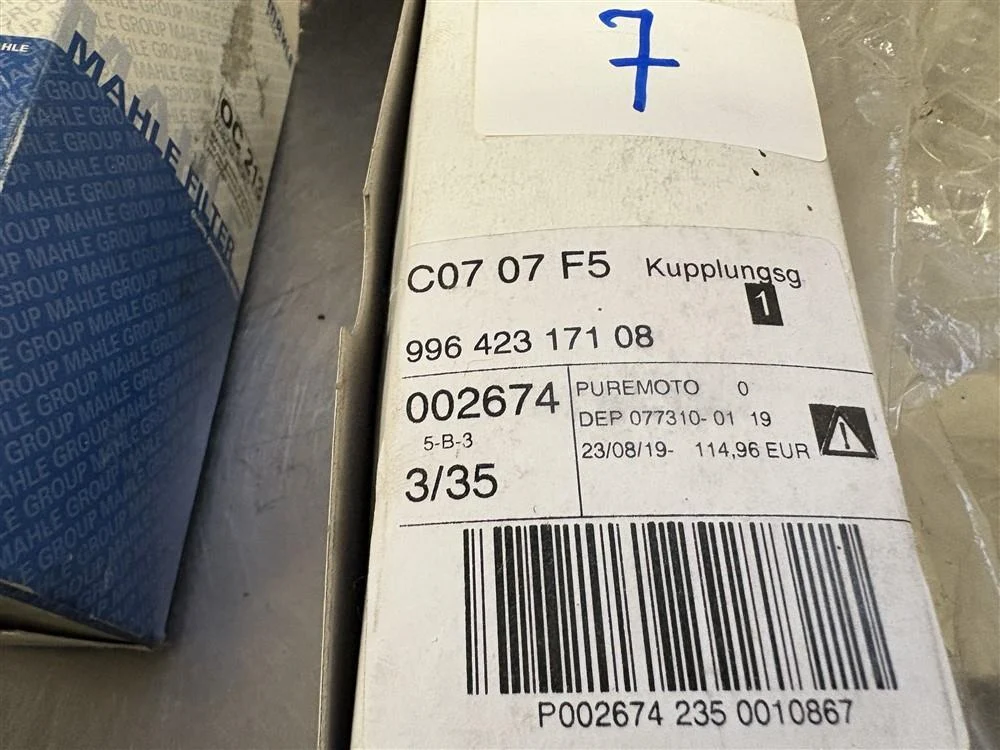 7
C07 07 F5 Kupplungsg
1
996 423 171 08
002674
5-B-3
3/35
PUREMOTO 0
DEP 077310-01 19
23/08/19- 114,96 EUR
P002674 235 0010867
MAHLE
MAHLE FILTER
MAHLE GROUP